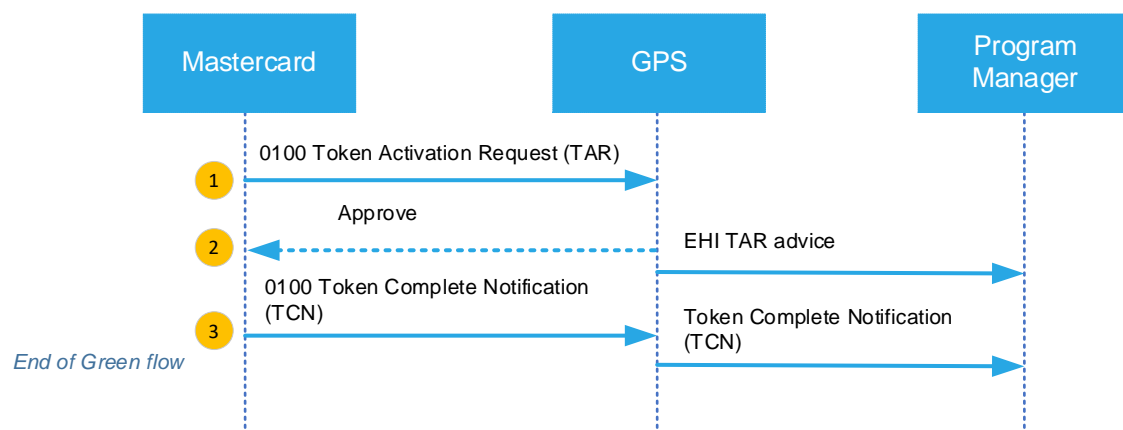 Mastercard
GPS
Program
Manager
0100 Token Activation Request (TAR)
1
Approve
2
EHI TAR advice
0100 Token Complete Notification
(TCN)
3
Token Complete Notification
(TCN)
End of Green flow